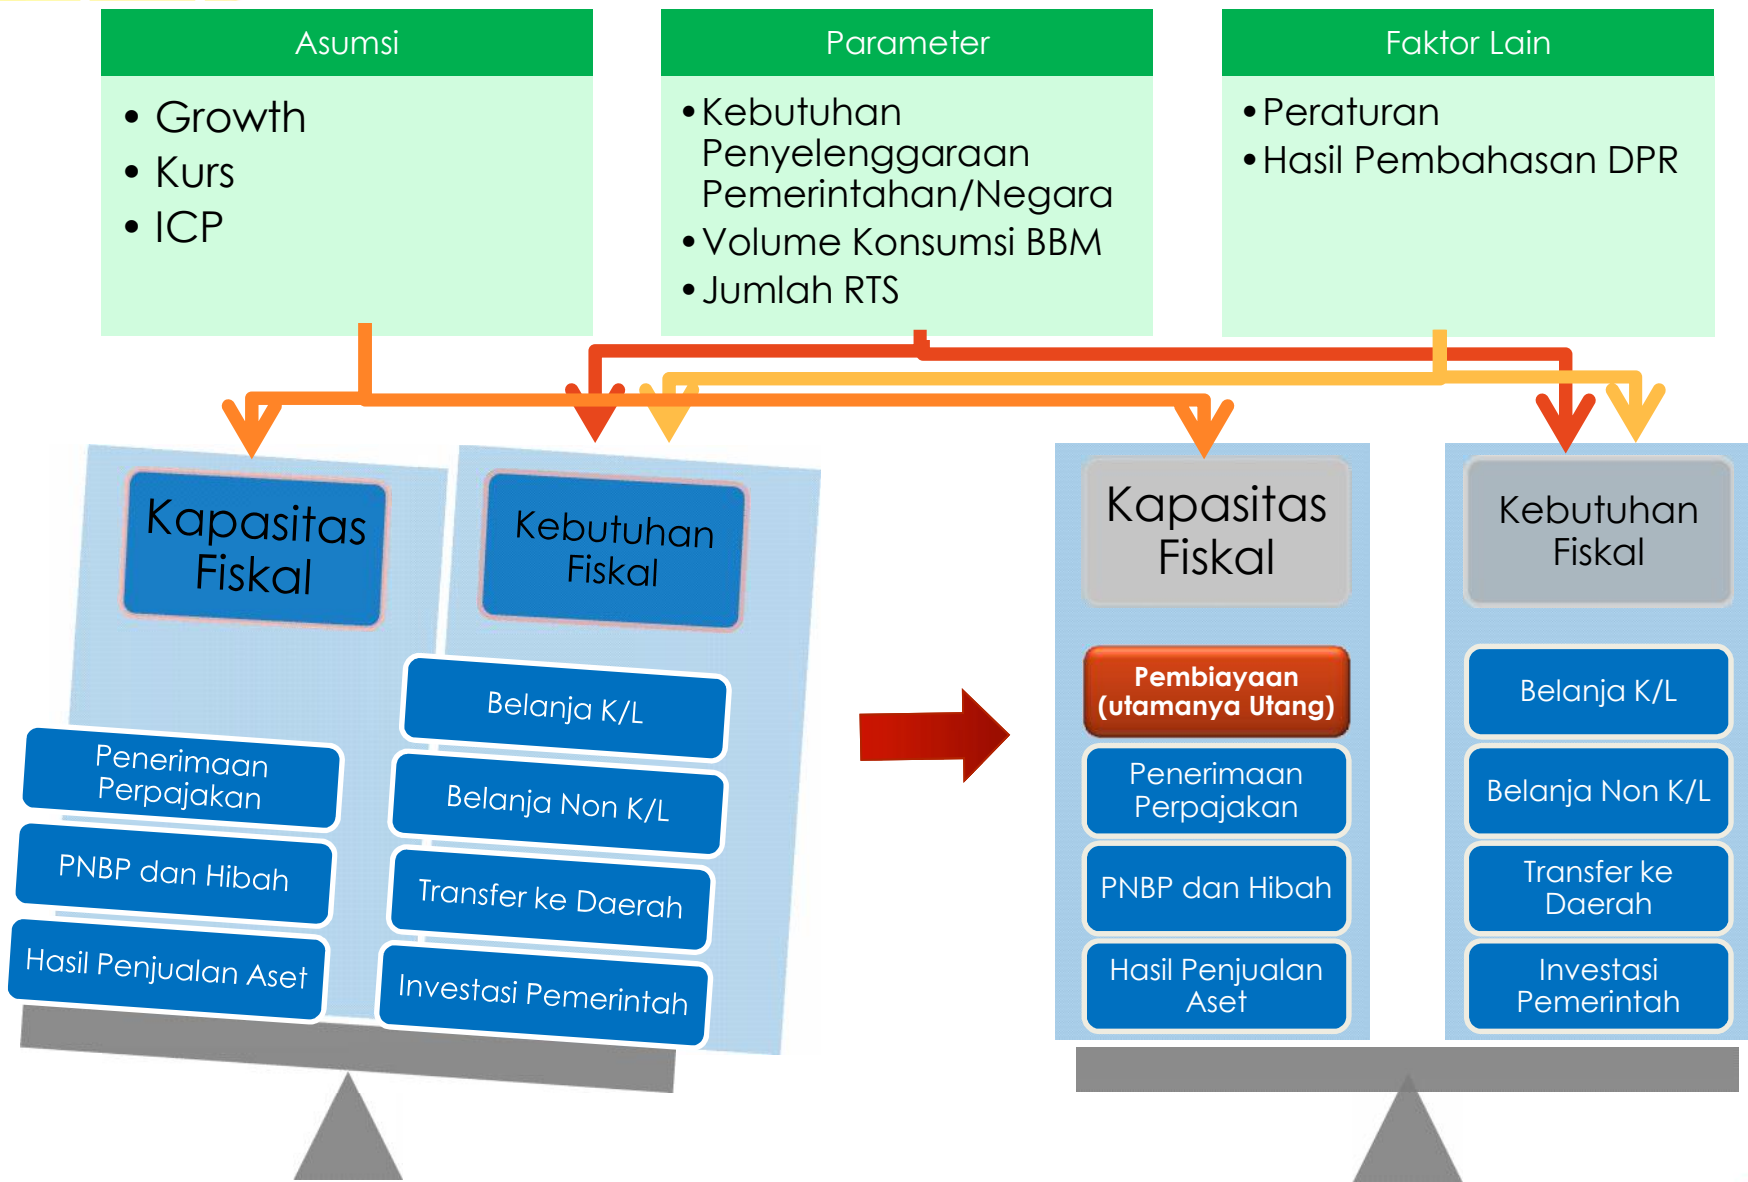 Asumsi
• Growth
• Kurs
• ICP
Parameter
•Kebutuhan
Penyelenggaraan
Pemerintahan/Negara
•Volume Konsumsi BBM
•Jumlah RTS
Faktor Lain
•Peraturan
•Hasil Pembahasan DPR
Kapasitas
Fiskal
Penerimaan
Perpajakan
PNBP dan Hibah
Hasil Penjualan Aset
Kebutuhan
Fiskal
Belanja K/L
Belanja Non K/L
Transfer ke Daerah
Investasi Pemerintah
Kapasitas
Fiskal
Pembiayaan
(utamanya Utang)
Penerimaan
Perpajakan
PNBP dan Hibah
Hasil Penjualan
Aset
Kebutuhan
Fiskal
Belanja K/L
Belanja Non K/L
Transfer ke
Daerah
Investasi
Pemerintah